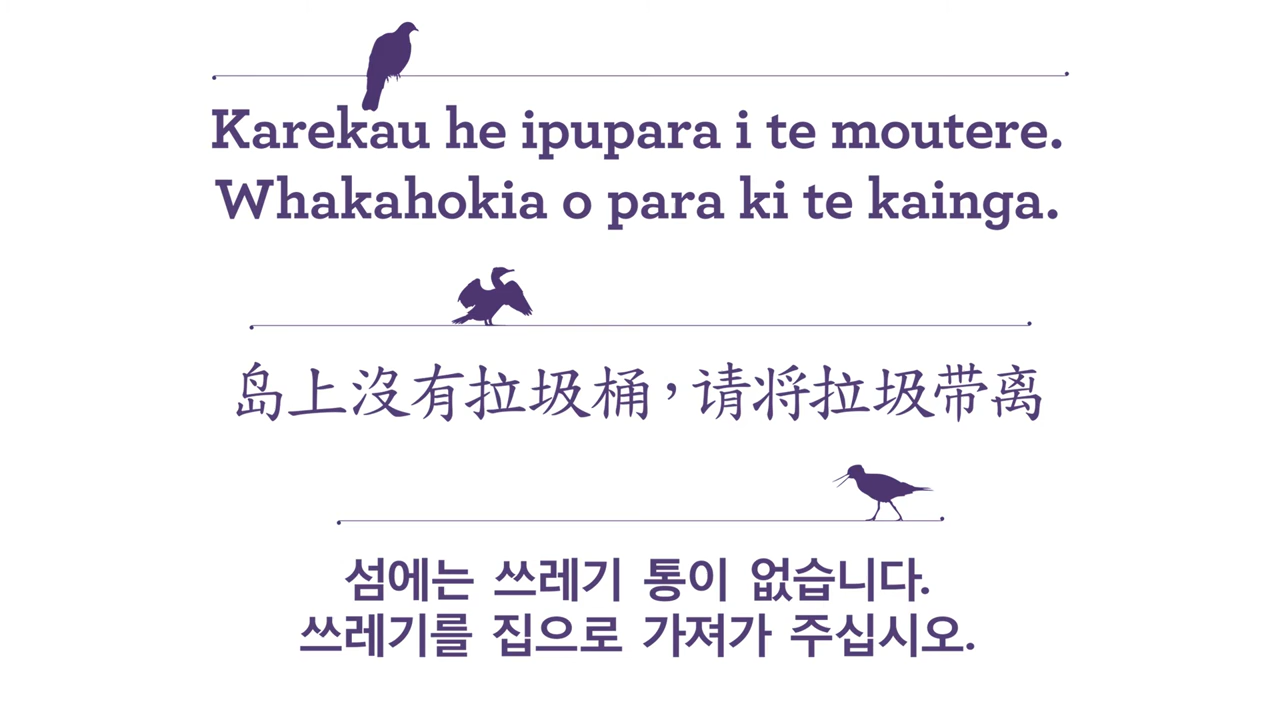 Karekau he ipupara i te moutere.
Whakahokia o para ki te kainga.
岛上沒有拉圾桶，请将拉圾带离
섬에는 쓰레기 통이 없습니다.
쓰레기를 집으로 가져가 주십시오.